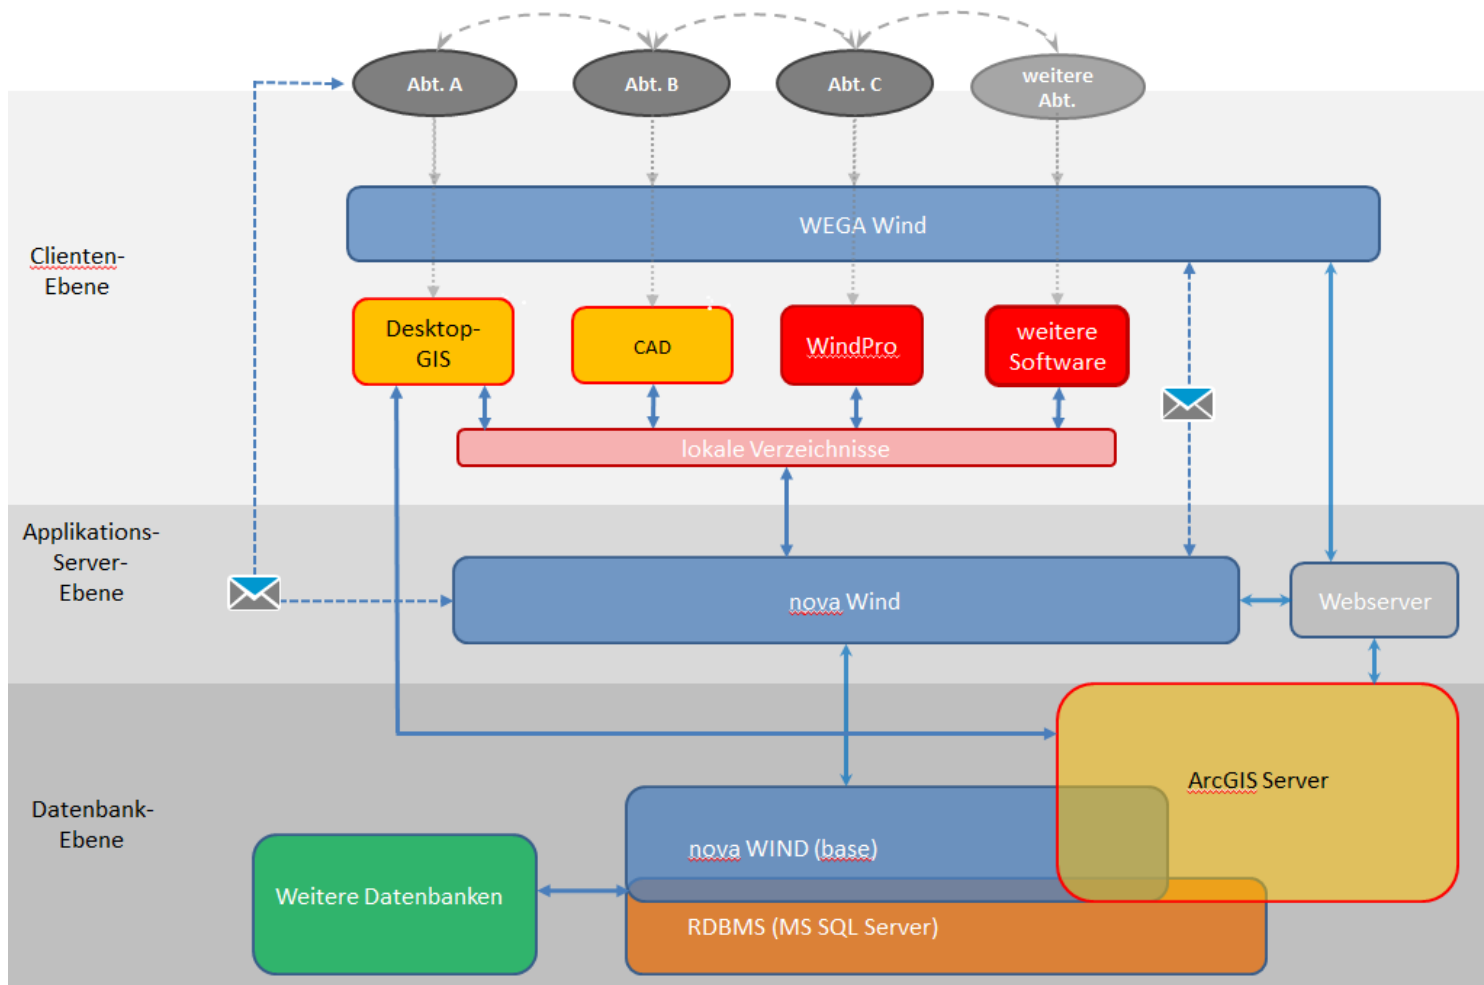 Abt. A
Abt. B
Abt. C
weitere
Abt.
WEGA Wind
Clienten-
Ebene
Desktop-
GIS
CAD
WindPro
weitere
Software
lokale Verzeichnisse
Applikations-
Server-
Ebene
nova Wind
Webserver
ArcGIS Server
Datenbank-
Ebene
nova WIND (base)
Weitere Datenbanken
RDBMS (MS SQL Server)